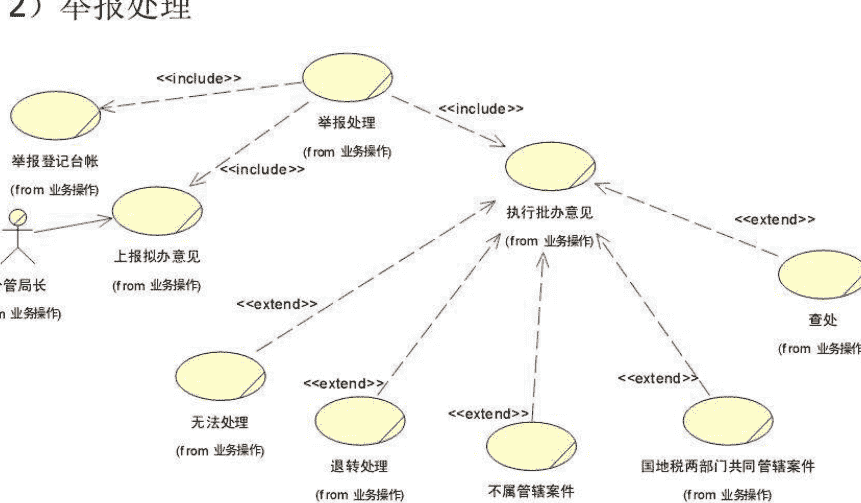 2）举报处理
<<include>>
<<include>>
举报处理
(from 业务操作)
举报登记台帐
(from 业务操作)
<<include>>
执行批办意见
(from 业务操作)
<<extend>>
上报拟办意见
(from 业务操作)
管局长
业务操作)
<<extend>>
查处
(from 业务操作
<<extend>>
<<extend>>
<<extend>>
无法处理
(from 业务操作)
退转处理
(from 业务操作)
不属管辖案件
国地税两部门共同管辖案件
(from 业务操作)